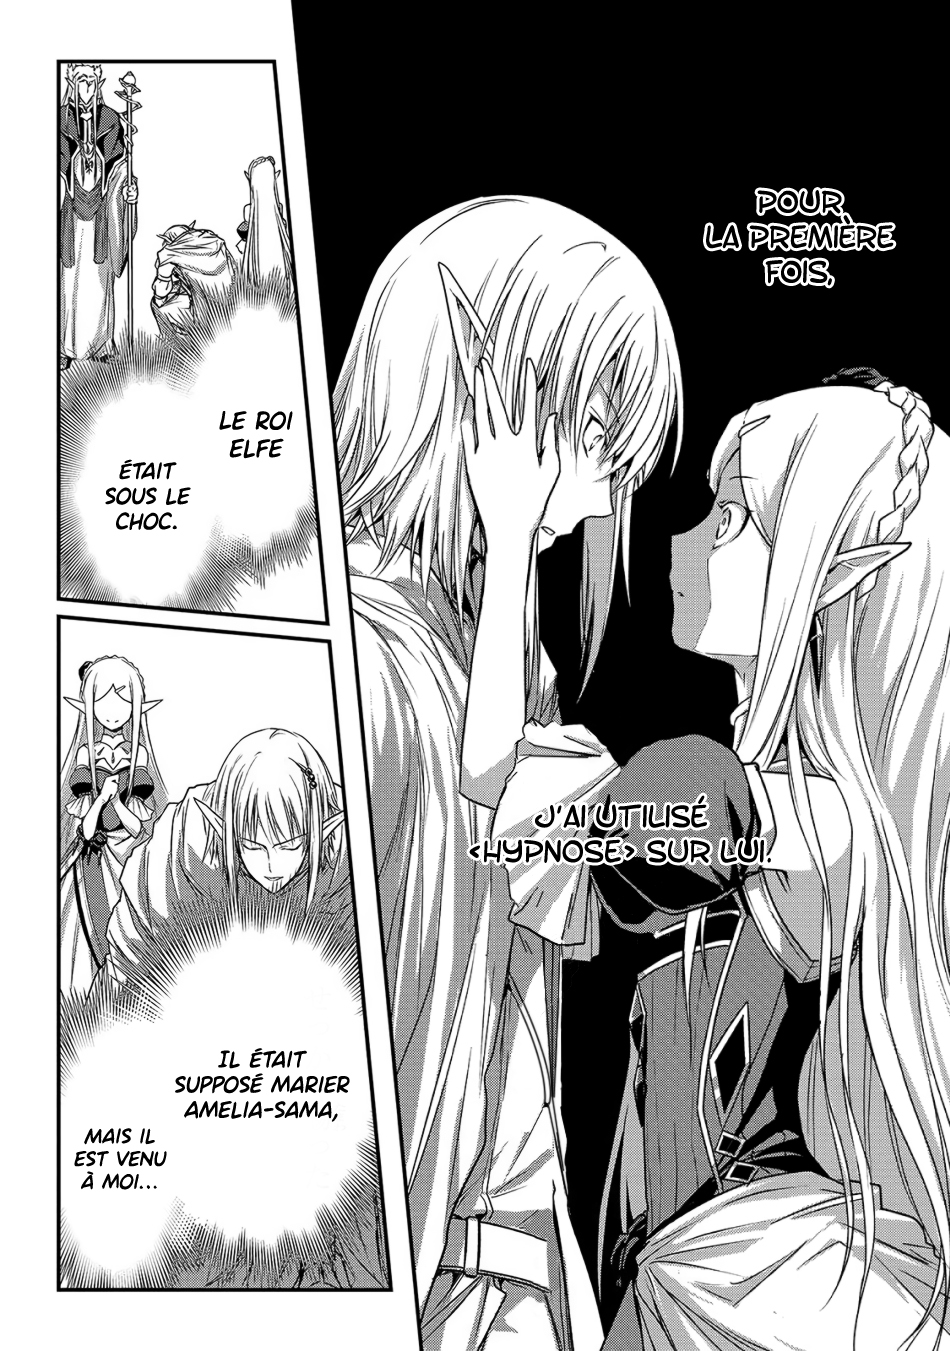 POUR
LA PREMIÈRE
FOIS,
J'AI UTILISÉ
<HYPNOSE> SUR LUI.
LE ROI
ELFE
ÉTAIT
SOUS LE
CHOC.
IL ÉTAIT
SUPPOSÉ MARIER
AMELIA-SAMA,
MAIS IL
EST VENU
À MOI...